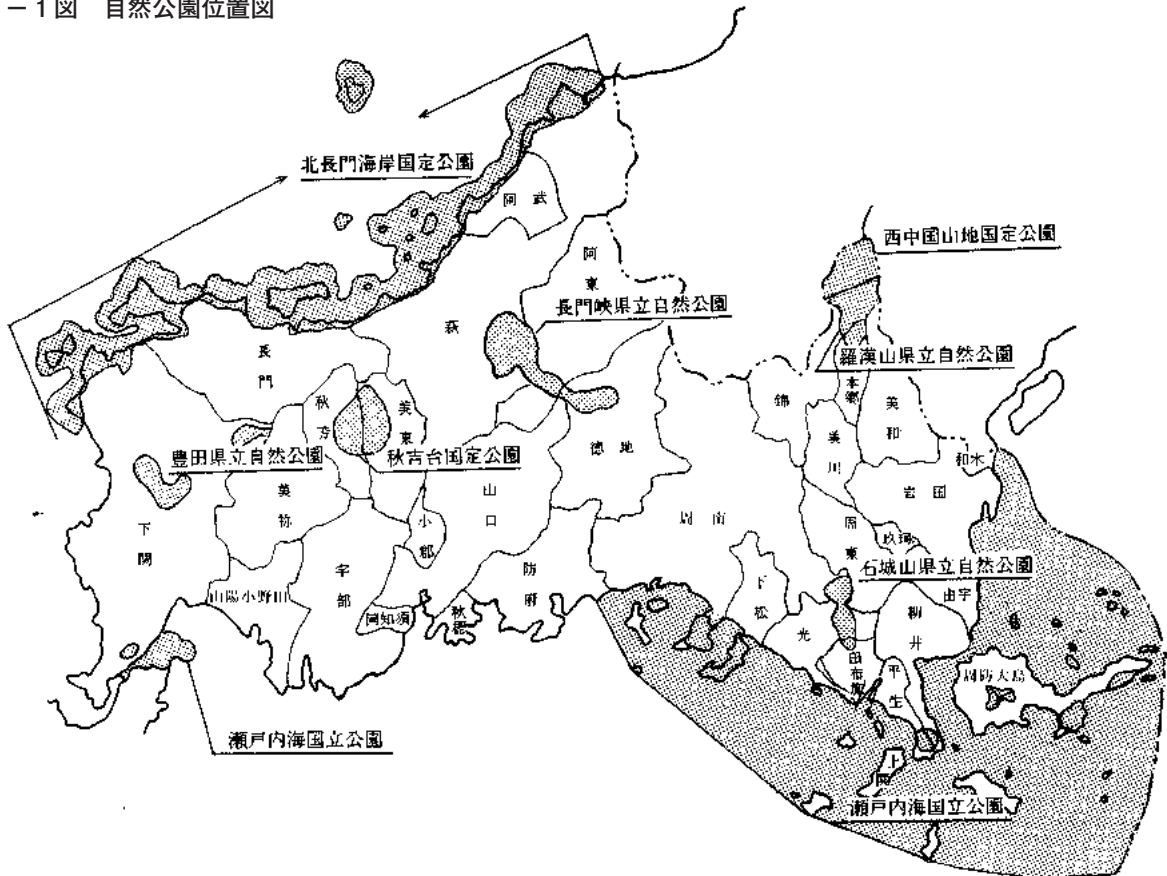 －1図 自然公園位置図
北長門海岸国定公園
阿武
西中国山地国定公園
阿東
長門峡県立自然公園
萩
羅漢山県立自然公園
長門
本郷
錦
秋芳
美東
美和
美川
徳地
豊田県立自然公園
秋吉台国定公園
和木
岩国
美祢
山口
周南
小郡
周東
玖珂
下関
石城山県立自然公園
防府
下松
由宇
山陽小野田
宇部
阿知須
秋穂
光
柳井
田布施
平生
周防大島
瀬戸内海国立公園
上関
瀬戸内海国立公園